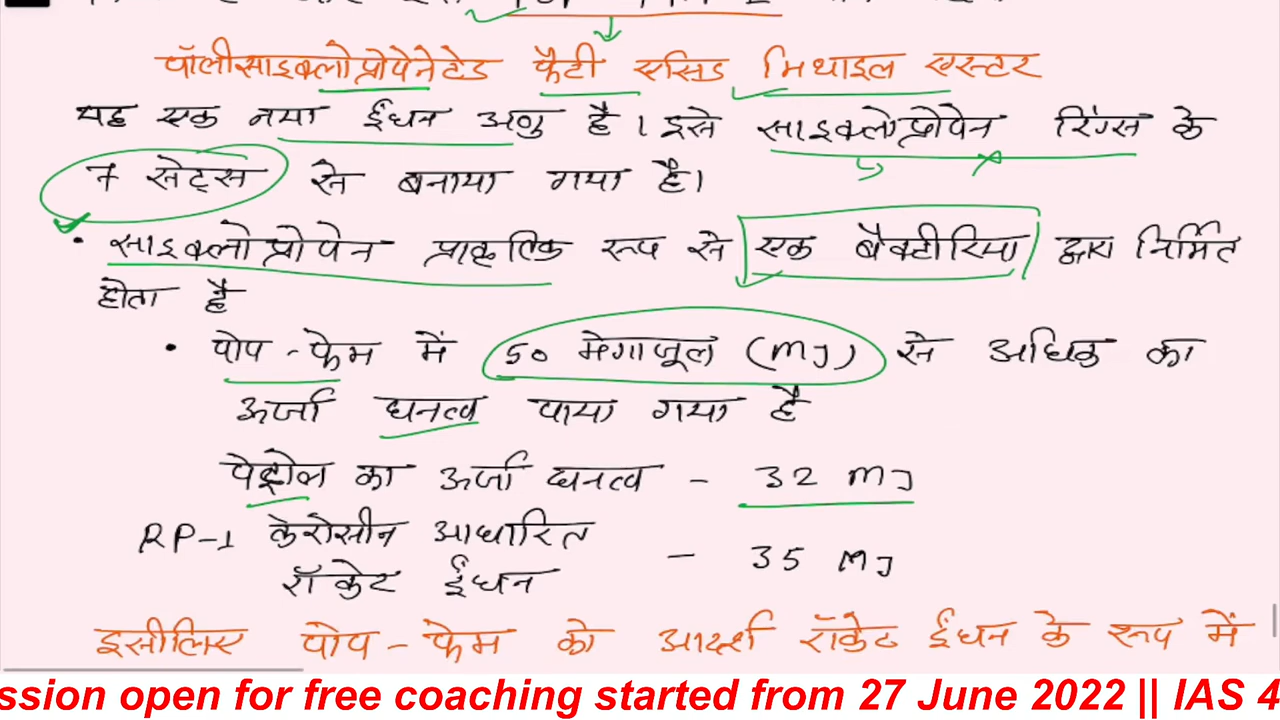 पॉलीसाइक्लोप्रोपेनेटेड फैटी एसिड मिथाइल एस्टर
यह एक नया ईंधन अणु है। इसे साइक्लोप्रोपेन रिंग्स के
7 सेट्स से बनाया गया है।
• साइक्लोप्रोपेन प्राकृतिक रूप से एक बैक्टीरिया द्वारा निर्मित
होता है
• पोप-फेम में 50 मेगाजूल (MJ) से अधिक का
ऊर्जा घनत्व पाया गया है
पेट्रोल का ऊर्जा घनत्व - 32 MJ
RP-1 केरोसीन आधारित
रॉकेट ईंधन - 35 MJ
इसीलिए पोप-फेम को आदर्श रॉकेट ईंधन के रूप में
ssion open for free coaching started from 27 June 2022 || IAS 4